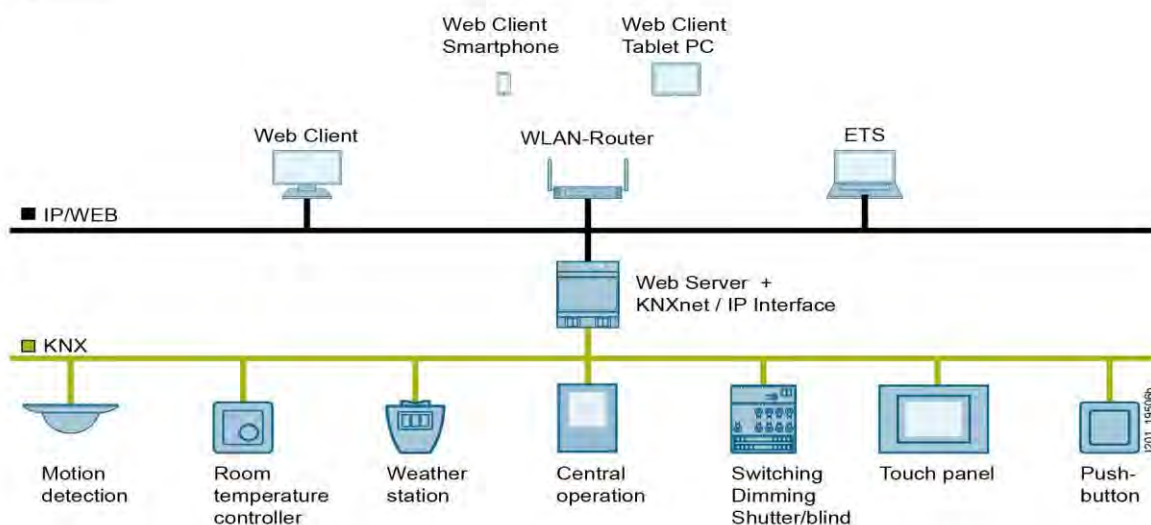 Web Client
Smartphone
Web Client
Tablet PC
Web Client
WLAN-Router
ETS
IP/WEB
Web Server +
KNXnet / IP Interface
KNX
Motion
detection
Room
temperature
controller
Weather
station
Central
operation
Switching
Dimming
Shutter/blind
Touch panel
Push-
button
I201_19506b